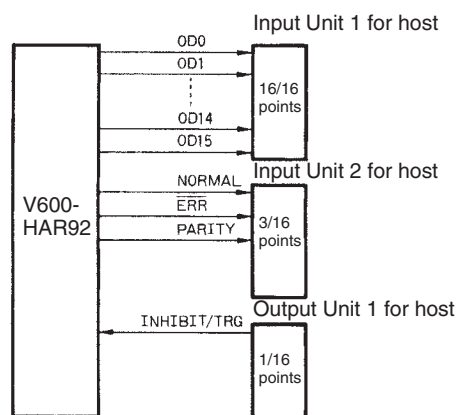 Input Unit 1 for host
OD0
OD1
16/16
points
OD14
OD15
Input Unit 2 for host
NORMAL
V600-
HAR92
ERR
3/16
points
PARITY
Output Unit 1 for host
INHIBIT/TRG
1/16
points